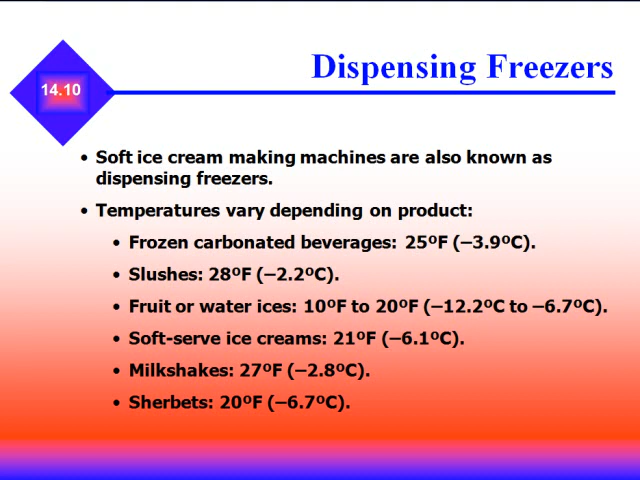 Dispensing Freezers
14.10
• Soft ice cream making machines are also known as
dispensing freezers.
• Temperatures vary depending on product:
• Frozen carbonated beverages: 25ºF (–3.9ºC).
• Slushes: 28ºF (–2.2ºC).
• Fruit or water ices: 10ºF to 20ºF (–12.2ºC to –6.7ºC).
• Soft-serve ice creams: 21ºF (–6.1ºC).
• Milkshakes: 27ºF (–2.8ºC).
• Sherbets: 20ºF (–6.7ºC).